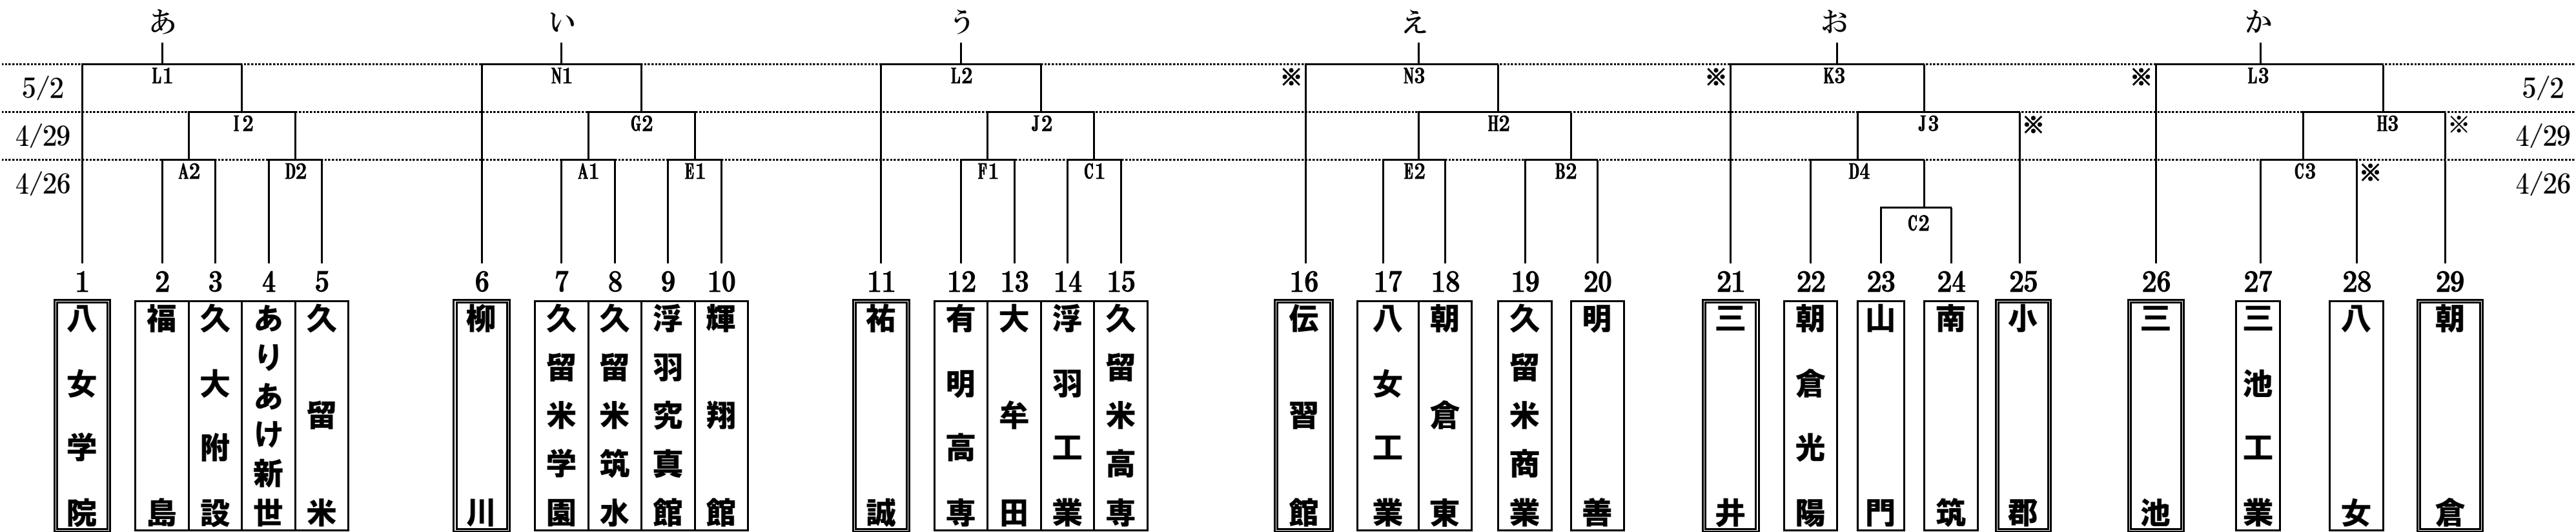 あ い う え お か
L1 N1 L2 ※ N3 ※ K3 ※ L3
5/2 5/2
I2 G2 J2 H2 J3 ※ H3 ※
4/29 4/29
A2 D2 A1 E1 F1 C1 E2 B2 D4 C3 ※
4/26 4/26
C2
1 2 3 4 5 6 7 8 9 10 11 12 13 14 15 16 17 18 19 20 21 22 23 24 25 26 27 28 29
八女学院
福島
久大附設
ありあけ新世
久留米
柳川
久留米学園
久留米筑水
浮羽究真館
輝翔館
祐誠
有明高専
大牟田
浮羽工業
久留米高専
伝習館
八女工業
朝倉東
久留米商業
明善
三井
朝倉光陽
山門
南筑
小郡
三池
三池工業
八女
朝倉